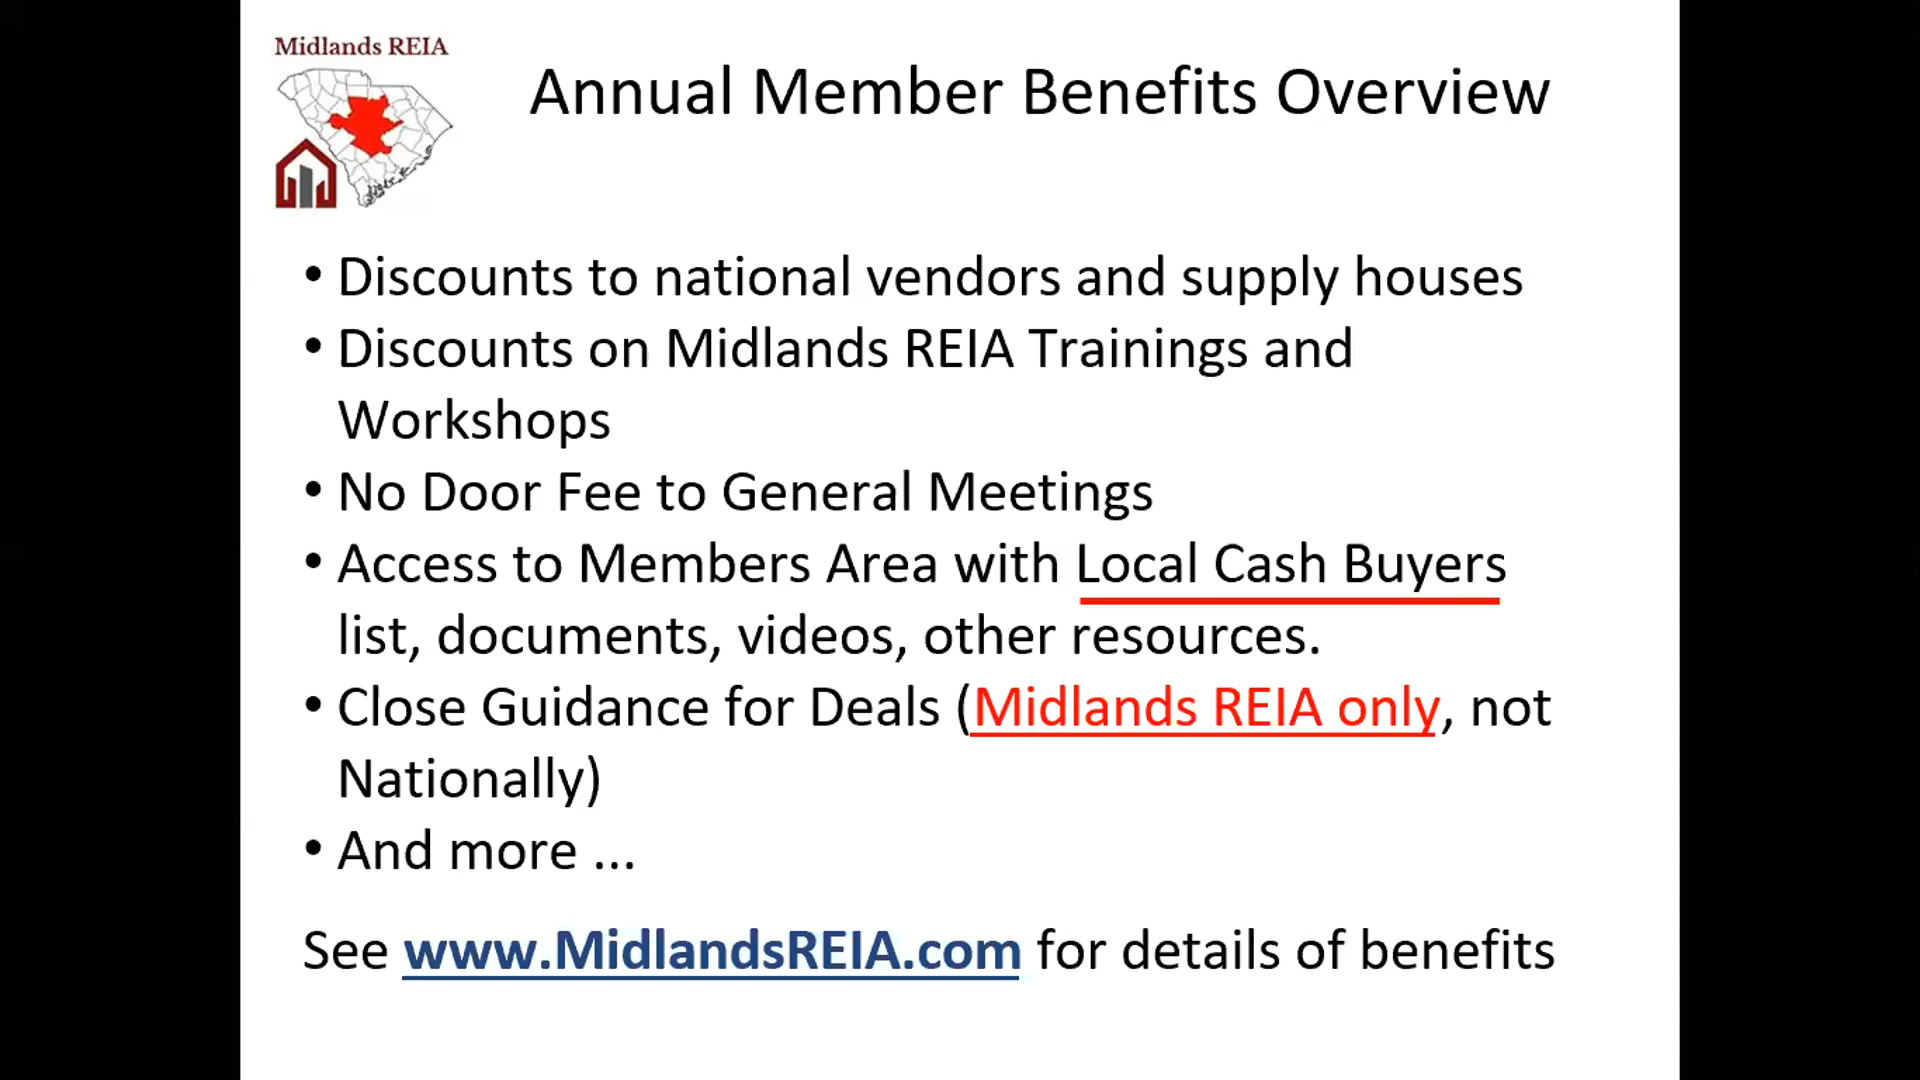 Midlands REIA
Annual Member Benefits Overview
• Discounts to national vendors and supply houses
• Discounts on Midlands REIA Trainings and
Workshops
• No Door Fee to General Meetings
• Access to Members Area with Local Cash Buyers
list, documents, videos, other resources.
• Close Guidance for Deals (Midlands REIA only, not
Nationally)
• And more ...
See www.MidlandsREIA.com for details of benefits